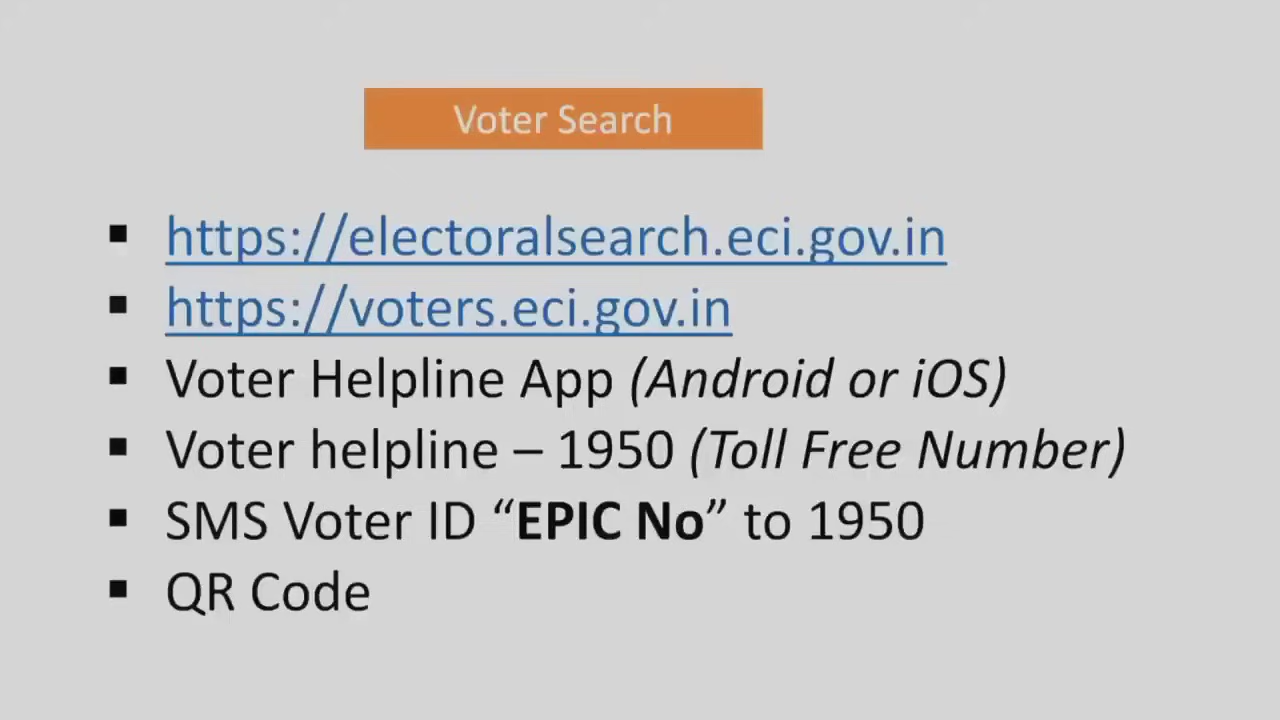 Voter Search
▪ https://electoralsearch.eci.gov.in
▪ https://voters.eci.gov.in
▪ Voter Helpline App (Android or iOS)
▪ Voter helpline – 1950 (Toll Free Number)
▪ SMS Voter ID “EPIC No” to 1950
▪ QR Code